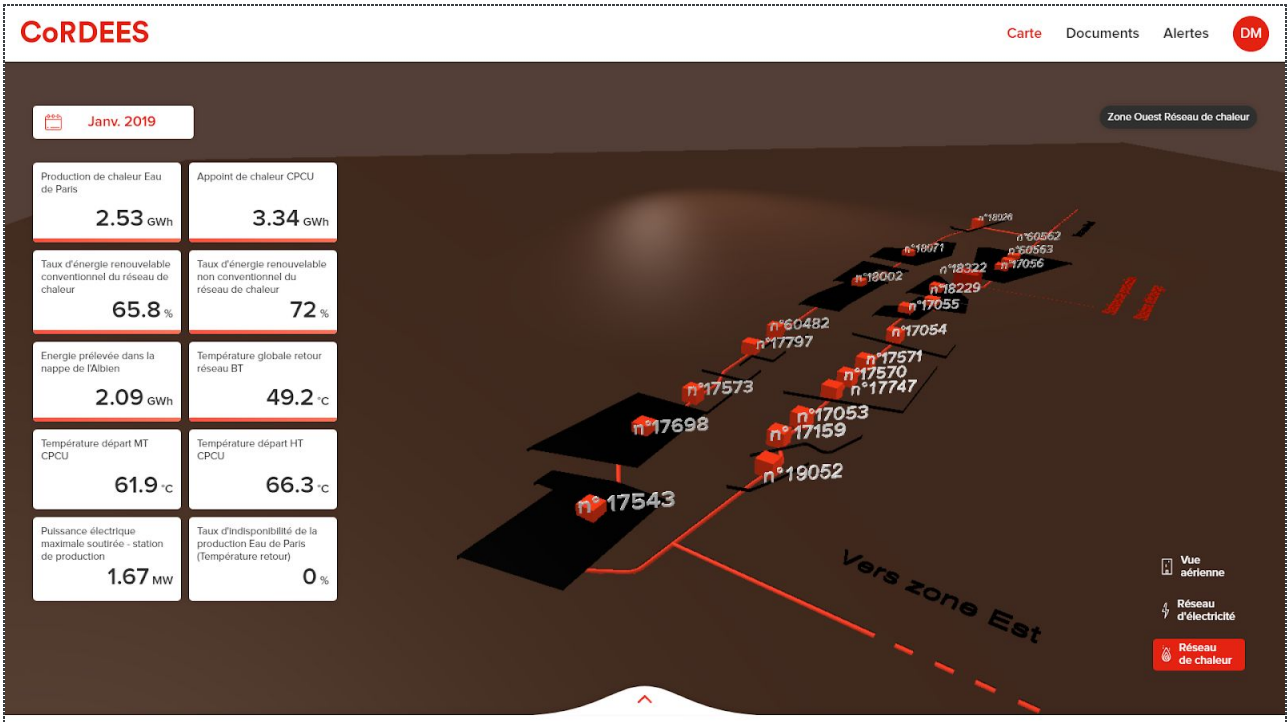 CoRDEES
Carte
Documents
Alertes
DM
Janv. 2019
Zone Ouest Réseau de chaleur
Production de chaleur Eau
de Paris
2.53 GWh
Appoint de chaleur CPCU
3.34 GWh
Taux d'énergie renouvelable
conventionnel du réseau de
chaleur
65.8 %
Taux d'énergie renouvelable
non conventionnel du
réseau de chaleur
72 %
Energie prélevée dans la
nappe de l'Albien
2.09 GWh
Température globale retour
réseau BT
49.2 °C
Température départ MT
CPCU
61.9 °C
Température départ HT
CPCU
66.3 °C
Puissance électrique
maximale soutirée - station
de production
1.67 MW
Taux d'indisponibilité de la
production Eau de Paris
(Température retour)
0 %
n°18026
n°60562
n°60563
n°17056
n°18071
n°18322
n°18002
n°18229
n°17055
n°60482
n°17054
n°17797
n°17571
n°17570
n°17573
n°17747
n°17053
n°17698
n°17159
n°19052
n°17543
Vers zone Est
Vue
aérienne
Réseau
d'électricité
Réseau
de chaleur